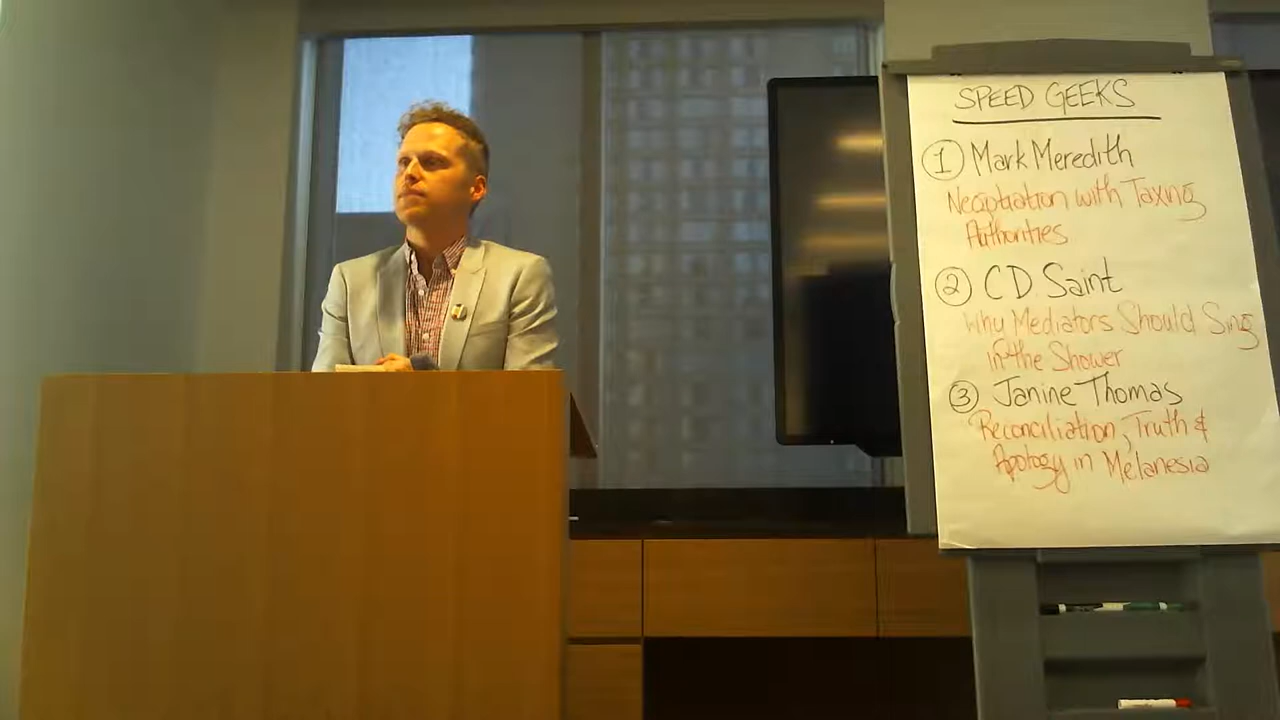 SPEED GEEKS
① Mark Meredith
Negotiation with Taxing
Authorities
② CD Saint
Why Mediators Should Sing
in the Shower
③ Janine Thomas
Reconciliation, Truth &
Apology in Melanesia